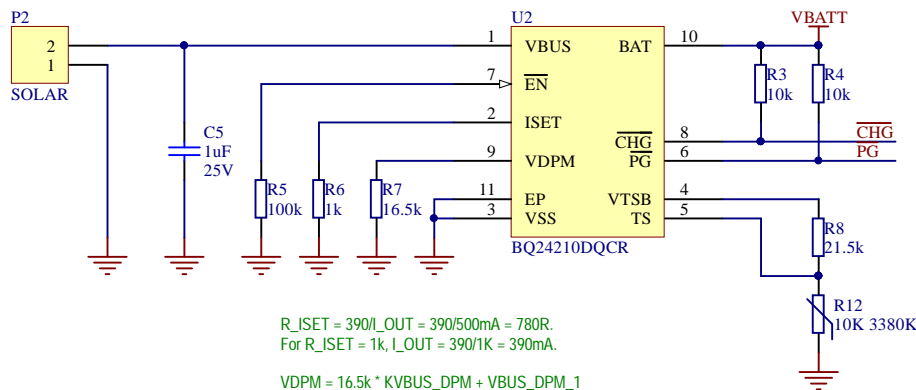 P2
2
1
SOLAR
C5
1uF
25V
U2
1
VBUS
BAT
10
7
EN
2
ISET
CHG
8
PG
6
9
VDPM
11
EP
VTSB
4
3
VSS
TS
5
BQ24210DQCR
VBATT
R3
10k
R4
10k
CHG
PG
R5
100k
R6
1k
R7
16.5k
R8
21.5k
R12
10K 3380K
R_ISET = 390/I_OUT = 390/500mA = 780R.
For R_ISET = 1k, I_OUT = 390/1K = 390mA.
VDPM = 16.5k * KVBUS_DPM + VBUS_DPM_1